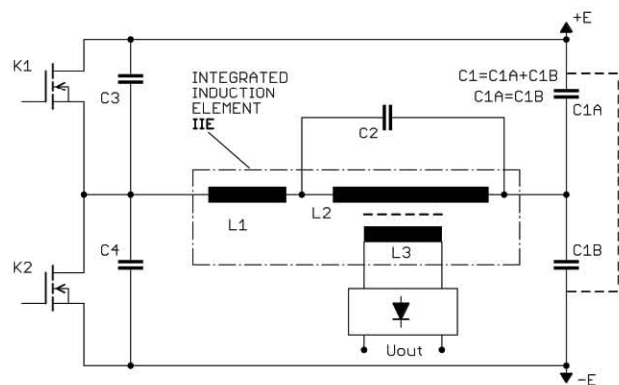 +E
K1
C3
INTEGRATED
INDUCTION
ELEMENT
IIE
C1=C1A+C1B
C1A=C1B
C1A
C2
L1
L2
L3
K2
C4
C1B
Uout
-E